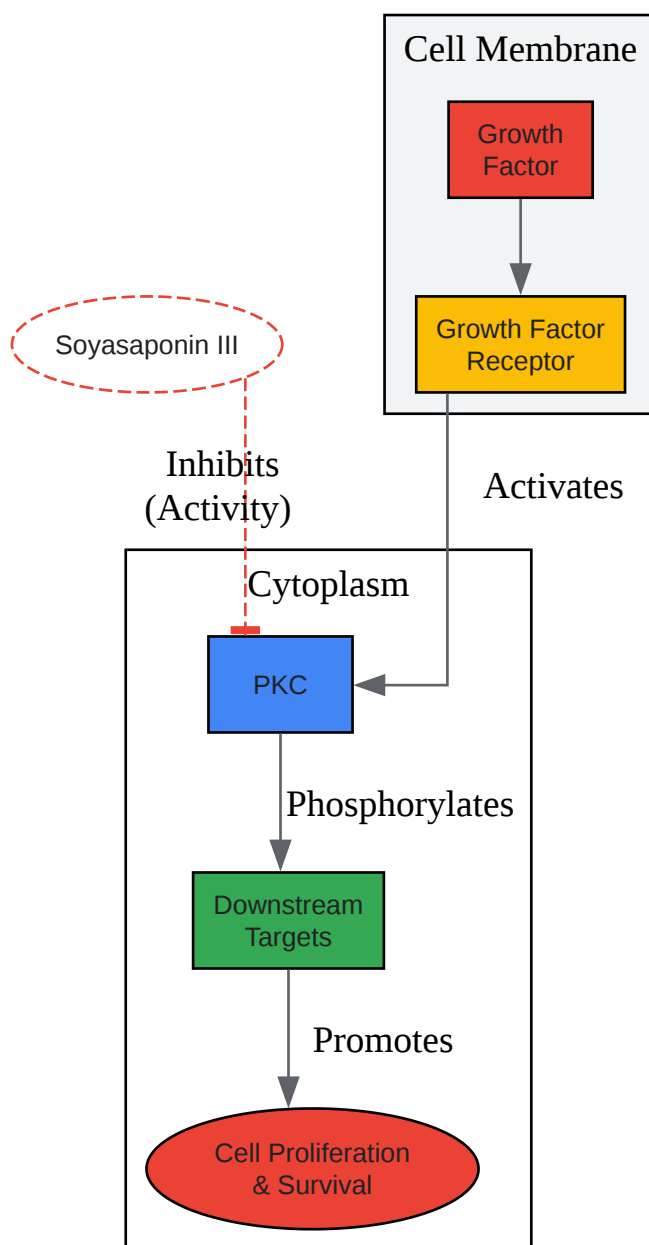 Cell Membrane
Growth
Factor
Growth Factor
Receptor
Soyasaponin III
Inhibits
(Activity)
Activates
Cytoplasm
PKC
Phosphorylates
Downstream
Targets
Promotes
Cell Proliferation
& Survival